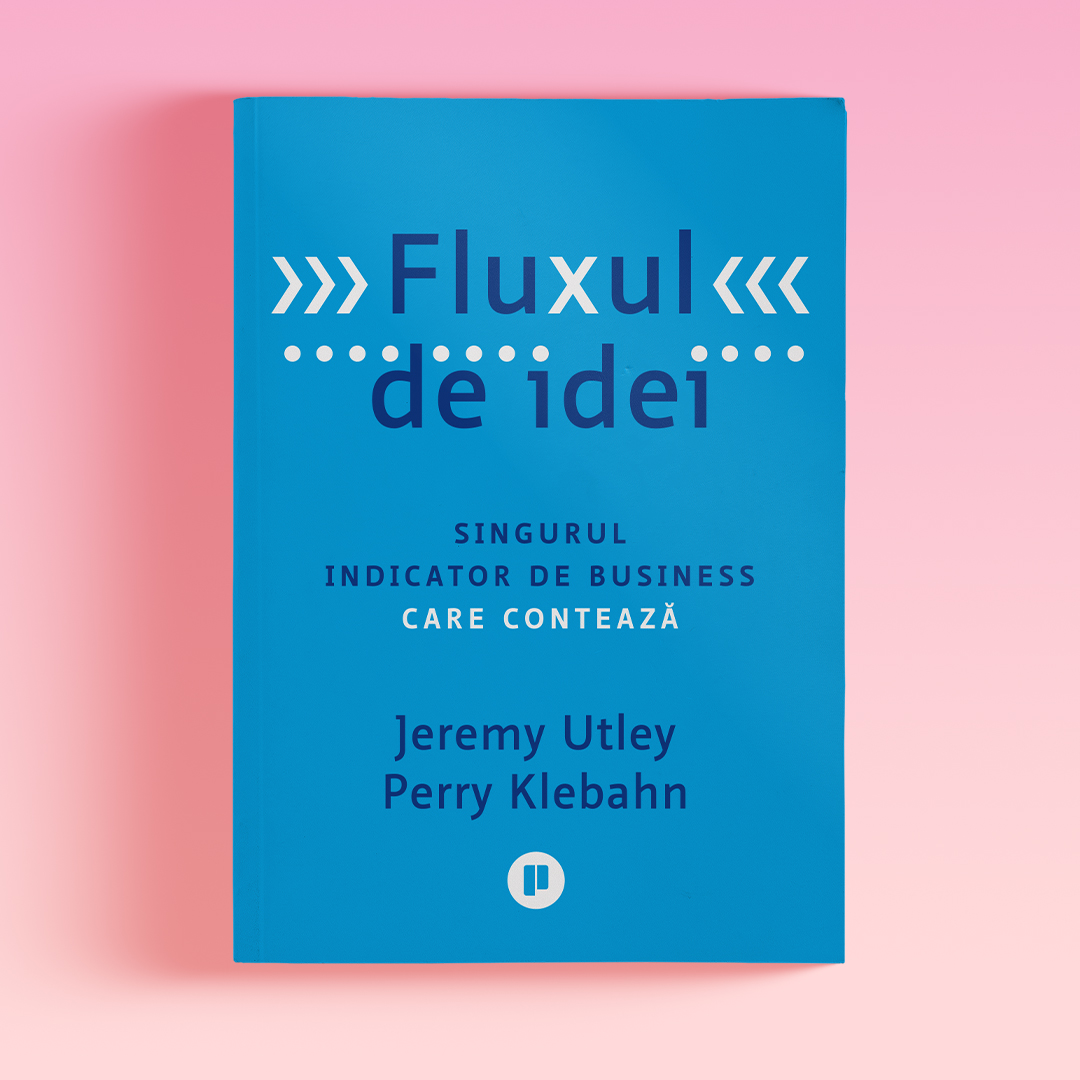 ››› Fluxul ‹‹‹
de idei
SINGURUL
INDICATOR DE BUSINESS
CARE CONTEAZĂ
Jeremy Utley
Perry Klebahn
P